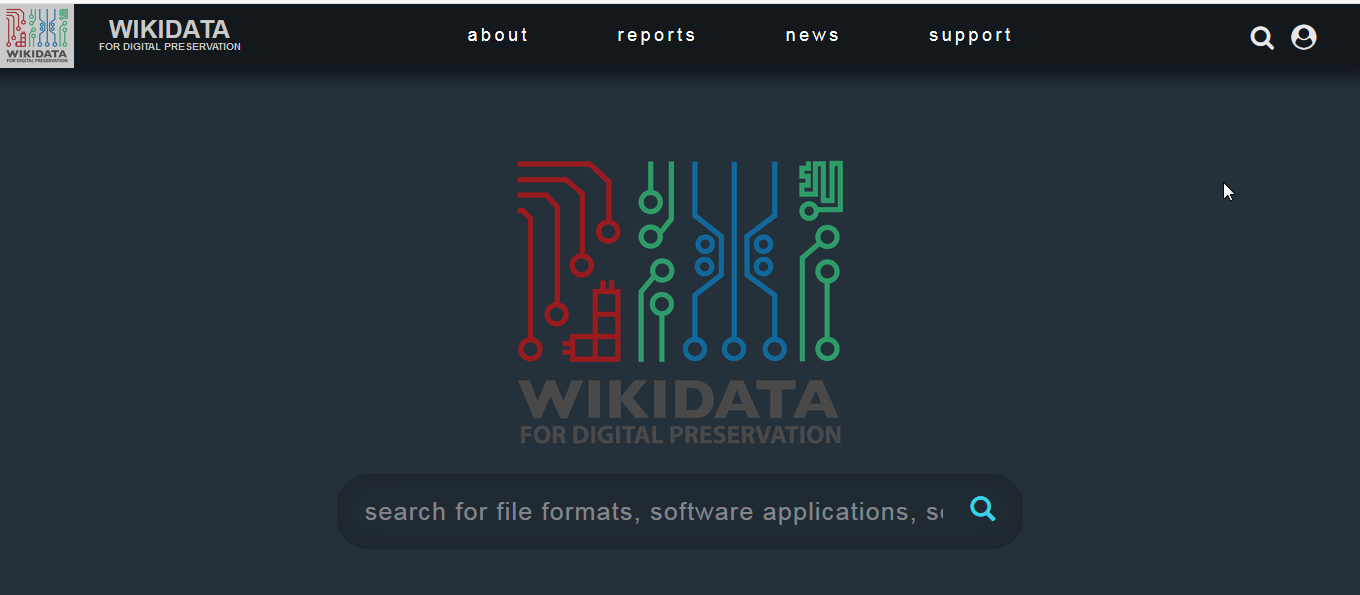 WIKIDATA
FOR DIGITAL PRESERVATION
WIKIDATA
FOR DIGITAL PRESERVATION
about reports news support
WIKIDATA
FOR DIGITAL PRESERVATION
search for file formats, software applications,